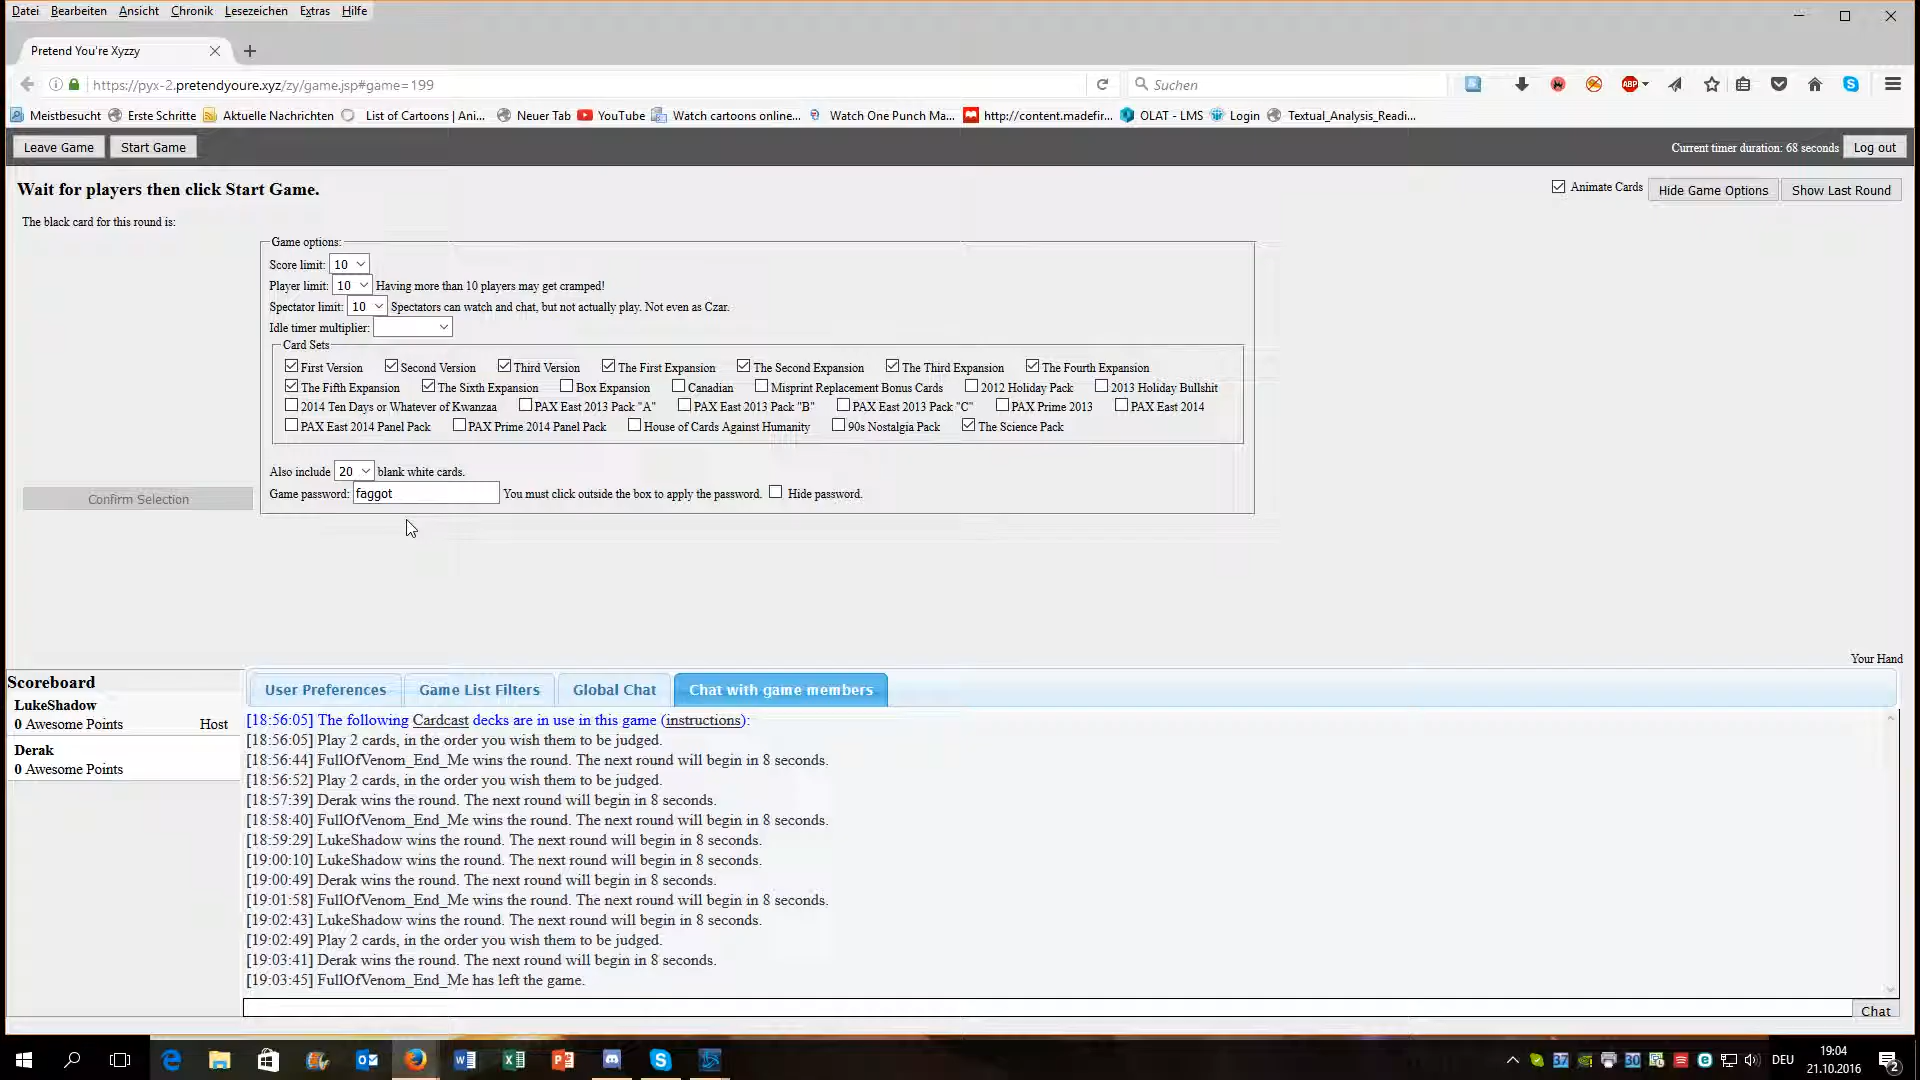 Datei Bearbeiten Ansicht Chronik Lesezeichen Extras Hilfe
Pretend You're Xyzzy
https://pyx-2.pretendyoure.xyz/zy/game.jsp#game=199 Suchen
Meistbesucht Erste Schritte Aktuelle Nachrichten List of Cartoons | Ani... Neuer Tab YouTube Watch cartoons online... Watch One Punch Ma... http://content.madefir... OLAT - LMS Login Textual_Analysis_Readi...
Leave Game Start Game Current timer duration: 68 seconds Log out
Wait for players then click Start Game. Animate Cards Hide Game Options Show Last Round
The black card for this round is:
Game options:
Score limit: 10
Player limit: 10 Having more than 10 players may get cramped!
Spectator limit: 10 Spectators can watch and chat, but not actually play. Not even as Czar.
Idle timer multiplier:
Card Sets
First Version Second Version Third Version The First Expansion The Second Expansion The Third Expansion The Fourth Expansion
The Fifth Expansion The Sixth Expansion Box Expansion Canadian Misprint Replacement Bonus Cards 2012 Holiday Pack 2013 Holiday Bullshit
2014 Ten Days or Whatever of Kwanzaa PAX East 2013 Pack "A" PAX East 2013 Pack "B" PAX East 2013 Pack "C" PAX Prime 2013 PAX East 2014
PAX East 2014 Panel Pack PAX Prime 2014 Panel Pack House of Cards Against Humanity 90s Nostalgia Pack The Science Pack
Also include 20 blank white cards.
Game password: faggot You must click outside the box to apply the password. Hide password.
Confirm Selection
Your Hand
Scoreboard
LukeShadow
0 Awesome Points Host
Derak
0 Awesome Points
User Preferences Game List Filters Global Chat Chat with game members
[18:56:05] The following Cardcast decks are in use in this game (instructions):
[18:56:05] Play 2 cards, in the order you wish them to be judged.
[18:56:44] FullOfVenom_End_Me wins the round. The next round will begin in 8 seconds.
[18:56:52] Play 2 cards, in the order you wish them to be judged.
[18:57:39] Derak wins the round. The next round will begin in 8 seconds.
[18:58:40] FullOfVenom_End_Me wins the round. The next round will begin in 8 seconds.
[18:59:29] LukeShadow wins the round. The next round will begin in 8 seconds.
[19:00:10] LukeShadow wins the round. The next round will begin in 8 seconds.
[19:00:49] Derak wins the round. The next round will begin in 8 seconds.
[19:01:58] FullOfVenom_End_Me wins the round. The next round will begin in 8 seconds.
[19:02:43] LukeShadow wins the round. The next round will begin in 8 seconds.
[19:02:49] Play 2 cards, in the order you wish them to be judged.
[19:03:41] Derak wins the round. The next round will begin in 8 seconds.
[19:03:45] FullOfVenom_End_Me has left the game.
Chat
37 30 DEU 19:04
21.10.2016 2